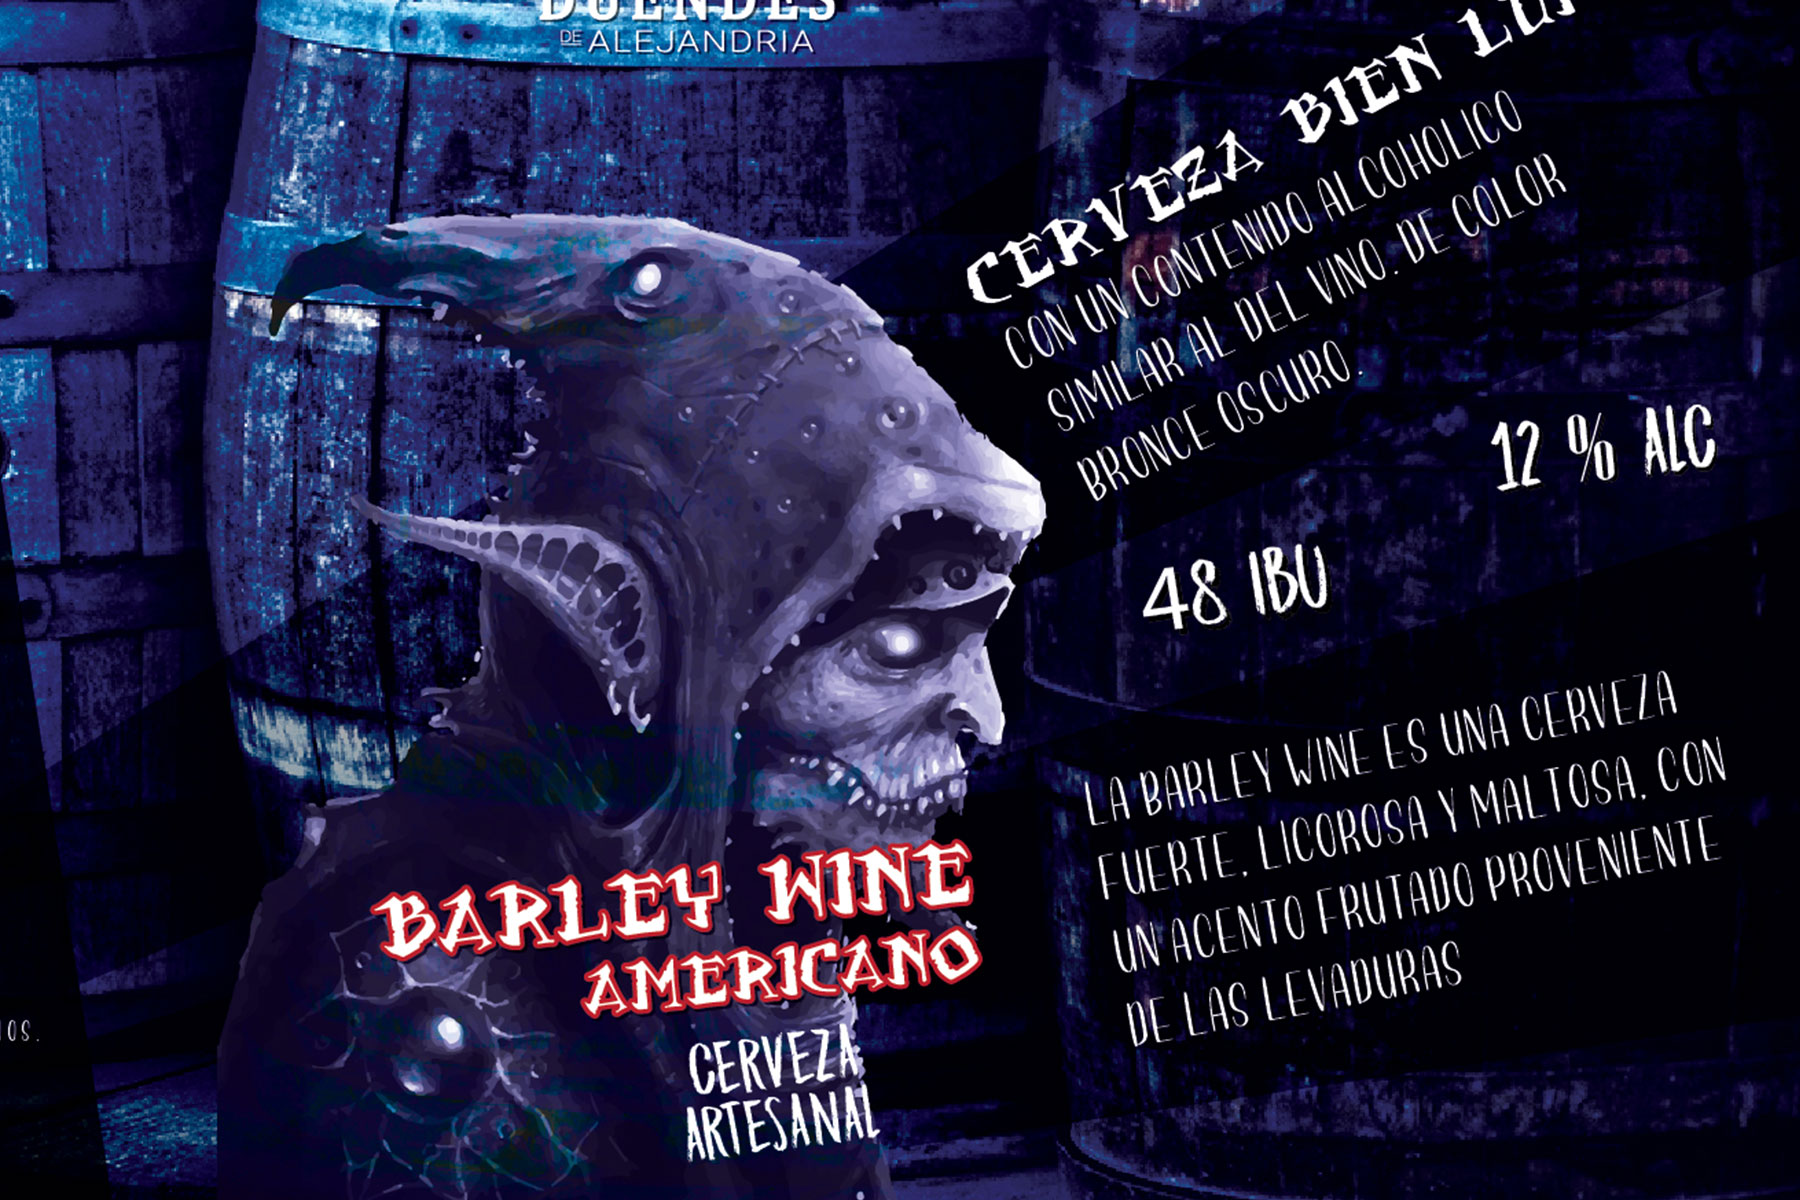 DUENDES
DE ALEJANDRIA
CERVEZA BIEN
CON UN CONTENIDO ALCOHOLICO
SIMILAR AL DEL VINO. DE COLOR
BRONCE OSCURO.
12 % ALC
48 IBU
LA BARLEY WINE ES UNA CERVEZA
FUERTE, LICOROSA Y MALTOSA, CON
UN ACENTO FRUTADO PROVENIENTE
DE LAS LEVADURAS
BARLEY WINE
AMERICANO
CERVEZA
ARTESANAL